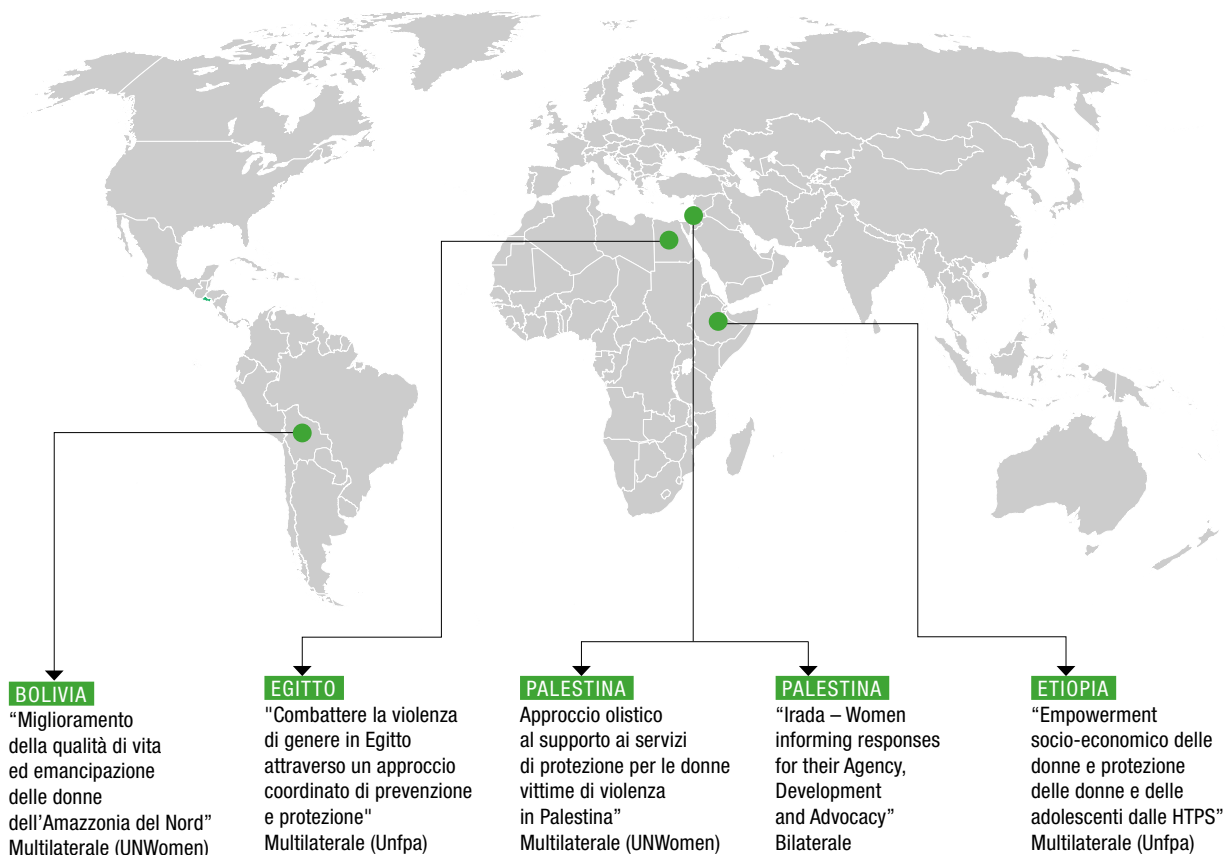 BOLIVIA
“Miglioramento
della qualità di vita
ed emancipazione
delle donne
dell’Amazzonia del Nord”
Multilaterale (UNWomen)
EGITTO
"Combattere la violenza
di genere in Egitto
attraverso un approccio
coordinato di prevenzione
e protezione"
Multilaterale (Unfpa)
PALESTINA
Approccio olistico
al supporto ai servizi
di protezione per le donne
vittime di violenza
in Palestina”
Multilaterale (UNWomen)
PALESTINA
“Irada – Women
informing responses
for their Agency,
Development
and Advocacy”
Bilaterale
ETIOPIA
“Empowerment
socio-economico delle
donne e protezione
delle donne e delle
adolescenti dalle HTPS”
Multilaterale (Unfpa)